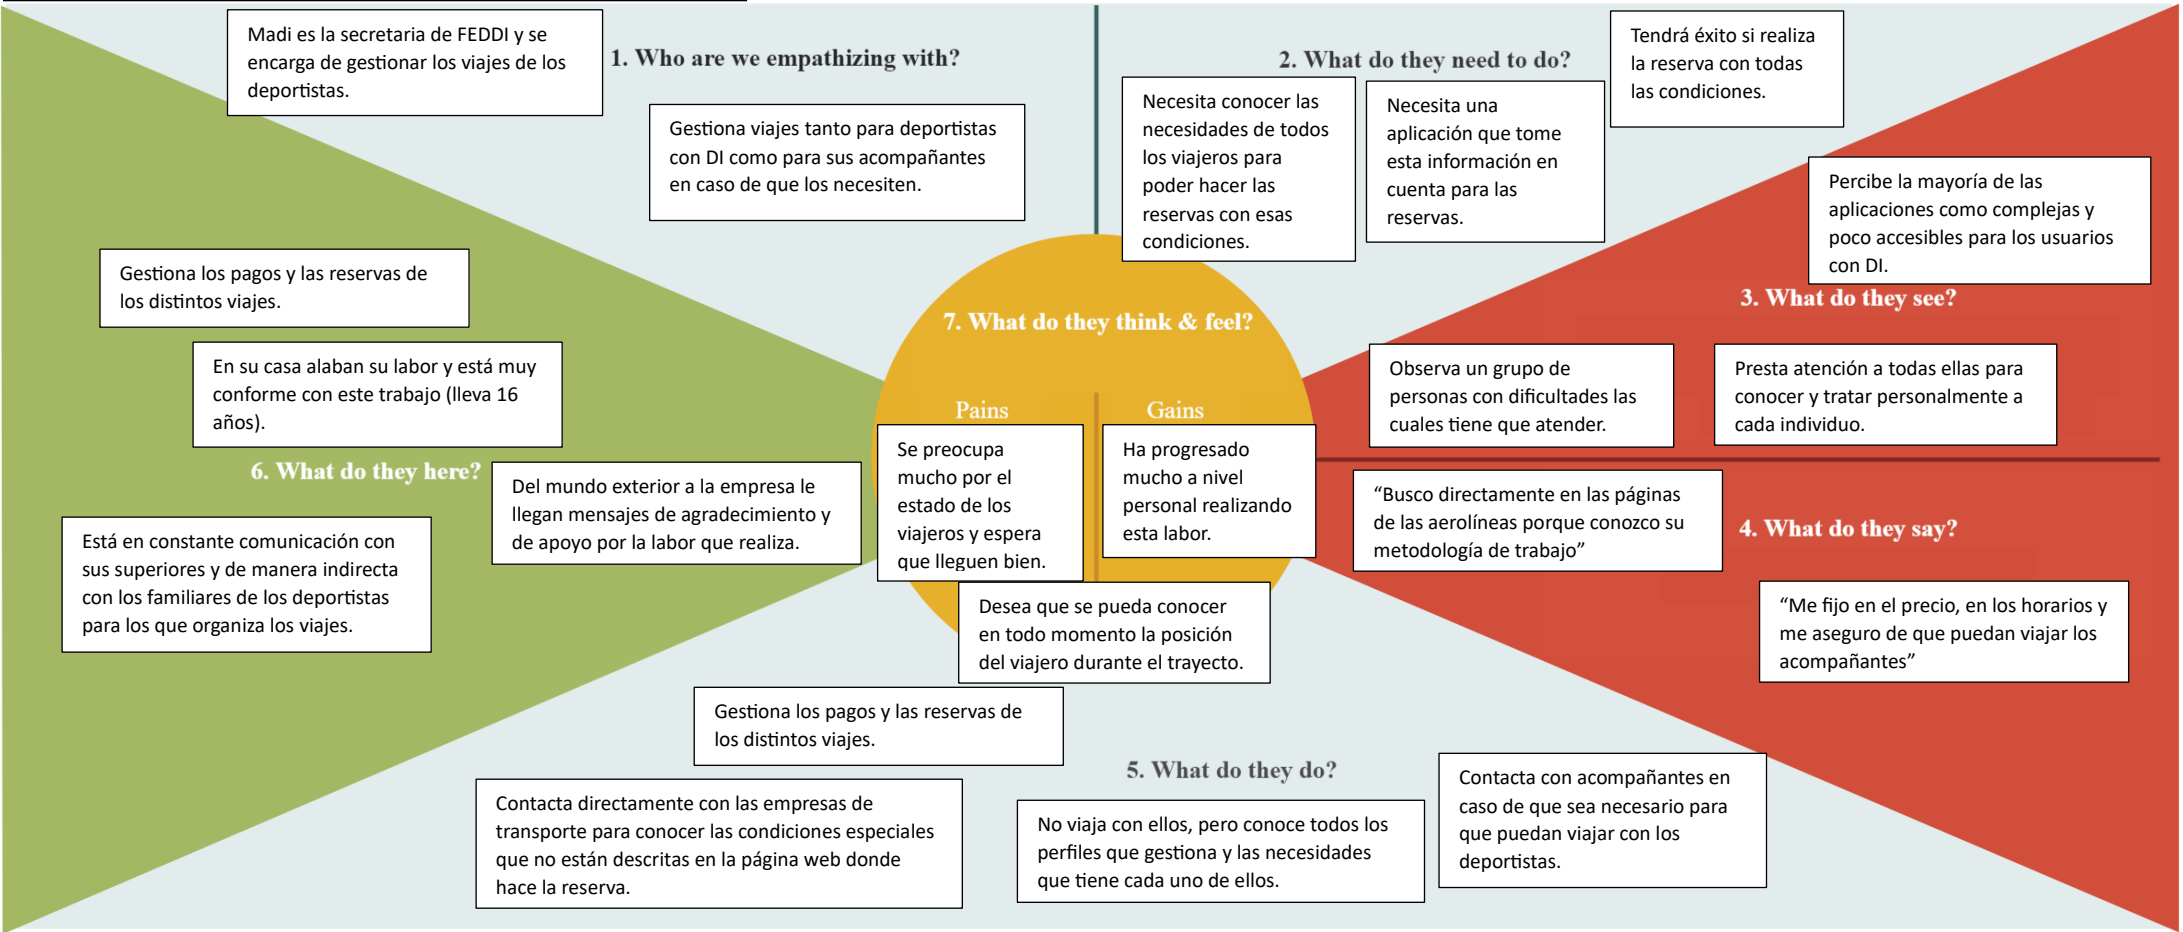 Madi es la secretaria de FEDDI y se
encarga de gestionar los viajes de los
deportistas.
1. Who are we empathizing with?
Gestiona viajes tanto para deportistas
con DI como para sus acompañantes
en caso de que los necesiten.
2. What do they need to do?
Necesita conocer las
necesidades de todos
los viajeros para
poder hacer las
reservas con esas
condiciones.
Necesita una
aplicación que tome
esta información en
cuenta para las
reservas.
Tendrá éxito si realiza
la reserva con todas
las condiciones.
Percibe la mayoría de las
aplicaciones como complejas y
poco accesibles para los usuarios
con DI.
3. What do they see?
Observa un grupo de
personas con dificultades las
cuales tiene que atender.
Presta atención a todas ellas para
conocer y tratar personalmente a
cada individuo.
“Busco directamente en las páginas
de las aerolíneas porque conozco su
metodología de trabajo”
4. What do they say?
“Me fijo en el precio, en los horarios y
me aseguro de que puedan viajar los
acompañantes”
Gestiona los pagos y las reservas de
los distintos viajes.
5. What do they do?
Contacta directamente con las empresas de
transporte para conocer las condiciones especiales
que no están descritas en la página web donde
hace la reserva.
No viaja con ellos, pero conoce todos los
perfiles que gestiona y las necesidades
que tiene cada uno de ellos.
Contacta con acompañantes en
caso de que sea necesario para
que puedan viajar con los
deportistas.
Gestiona los pagos y las reservas de
los distintos viajes.
En su casa alaban su labor y está muy
conforme con este trabajo (lleva 16
años).
6. What do they here?
Del mundo exterior a la empresa le
llegan mensajes de agradecimiento y
de apoyo por la labor que realiza.
Está en constante comunicación con
sus superiores y de manera indirecta
con los familiares de los deportistas
para los que organiza los viajes.
7. What do they think & feel?
Pains
Se preocupa
mucho por el
estado de los
viajeros y espera
que lleguen bien.
Gains
Ha progresado
mucho a nivel
personal realizando
esta labor.
Desea que se pueda conocer
en todo momento la posición
del viajero durante el trayecto.